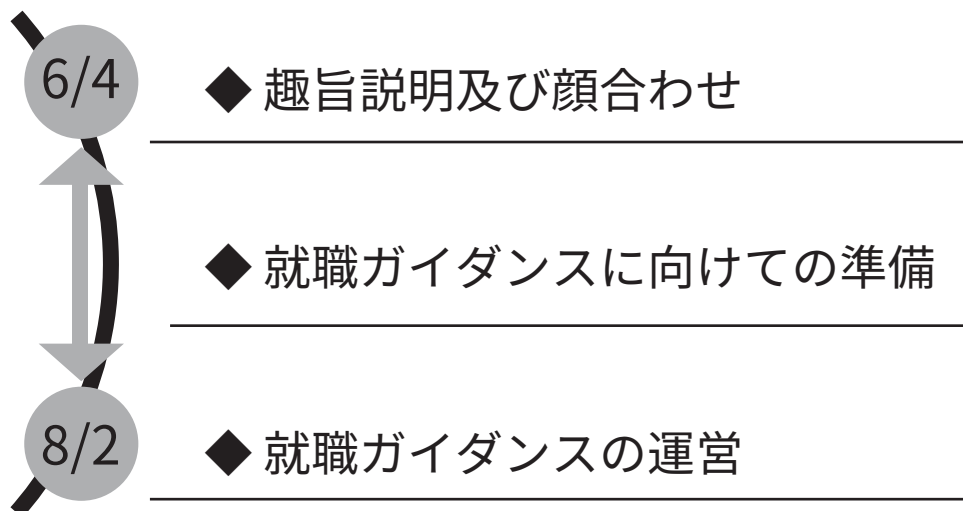 6/4
◆ 趣旨説明及び顔合わせ
◆ 就職ガイダンスに向けての準備
8/2
◆ 就職ガイダンスの運営